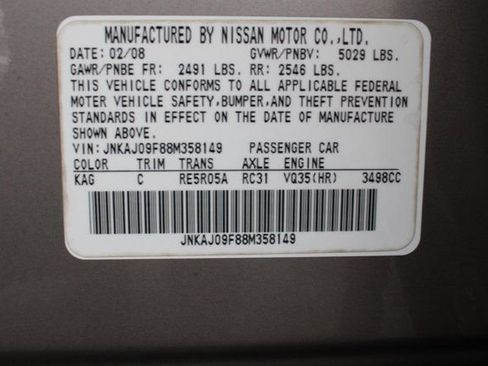 MANUFACTURED BY NISSAN MOTOR CO.,LTD.
DATE: 02/08 GVWR/PNBV: 5029 LBS.
GAWR/PNBE FR: 2491 LBS. RR: 2546 LBS.
THIS VEHICLE CONFORMS TO ALL APPLICABLE FEDERAL
MOTER VEHICLE SAFETY,BUMPER,AND THEFT PREVENTION
STANDARDS IN EFFECT ON THE DATE OF MANUFACTURE
SHOWN ABOVE.
VIN:JNKAJ09F88M358149 PASSENGER CAR
COLOR TRIM TRANS AXLE ENGINE
KAG C RE5R05A RC31 VQ35(HR) 3498CC
JNKAJ09F88M358149